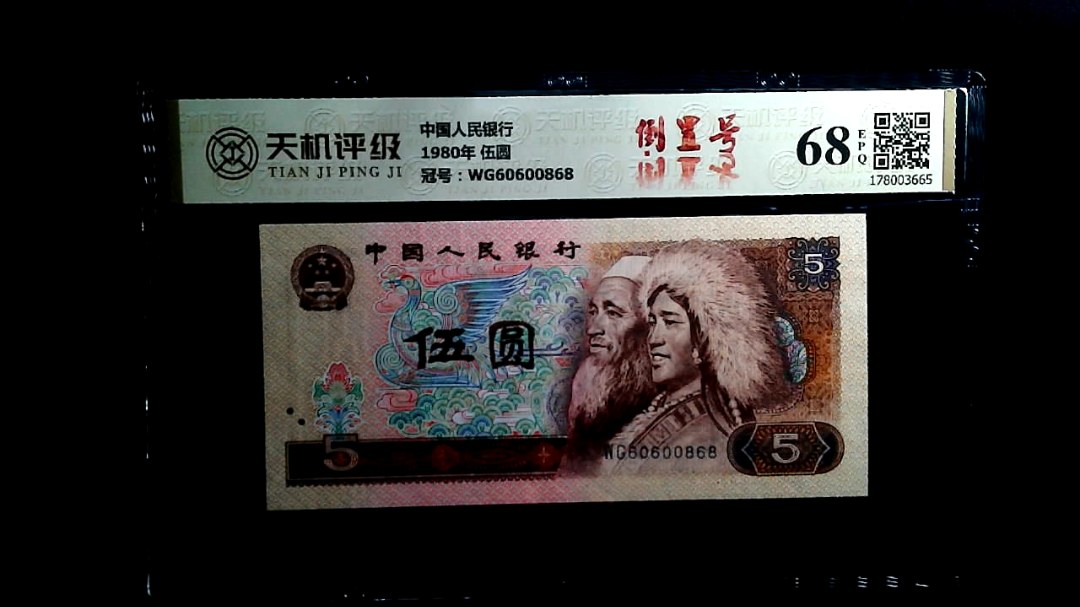 天机评级
TIAN JI PING JI
中国人民银行
1980年 伍圆
冠号：WG60600868
倒置号
68
EPQ
178003665
中国人民银行
5
伍圆
5
WG60600868
5